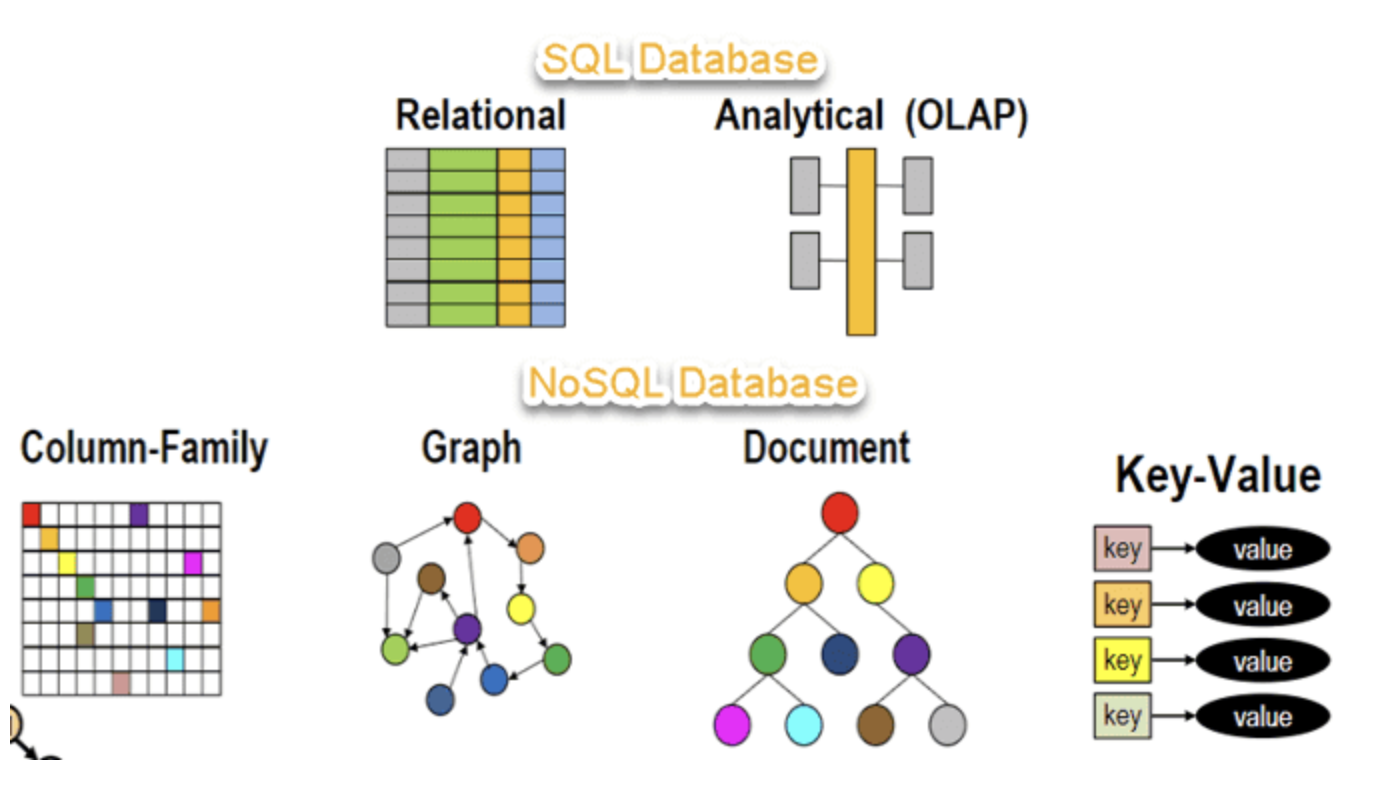 SQL Database
Relational
Analytical (OLAP)
NoSQL Database
Column-Family
Graph
Document
Key-Value
key
value
key
value
key
value
key
value